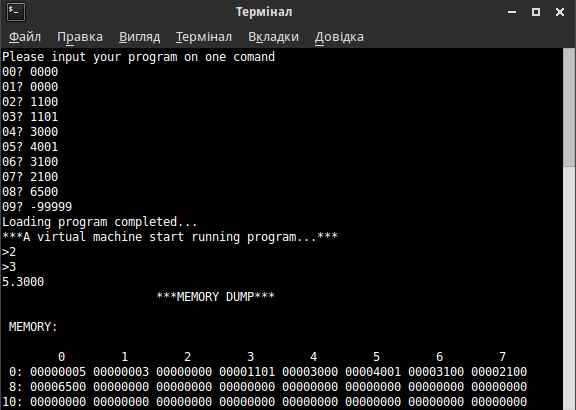 Термінал
Файл Правка Вигляд Термінал Вкладки Довідка
Please input your program on one comand
00? 0000
01? 0000
02? 1100
03? 1101
04? 3000
05? 4001
06? 3100
07? 2100
08? 6500
09? -99999
Loading program completed...
***A virtual machine start running program...***
>2
>3
5.3000
***MEMORY DUMP***
MEMORY:
0 1 2 3 4 5 6 7
0: 00000005 00000003 00000000 00001101 00003000 00004001 00003100 00002100
8: 00006500 00000000 00000000 00000000 00000000 00000000 00000000 00000000
10: 00000000 00000000 00000000 00000000 00000000 00000000 00000000 00000000